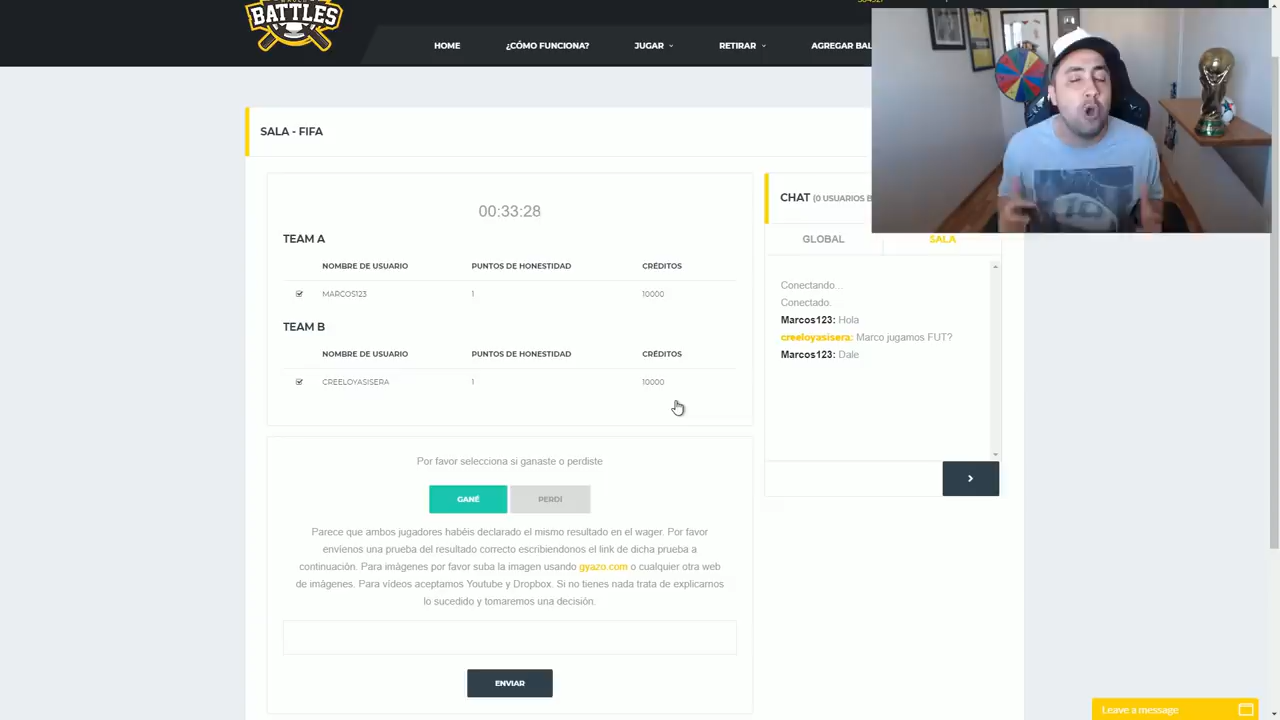 BATTLES
HOME
¿CÓMO FUNCIONA?
JUGAR
RETIRAR
AGREGAR BAL
SALA - FIFA
00:33:28
TEAM A
NOMBRE DE USUARIO PUNTOS DE HONESTIDAD CRÉDITOS
MARCOS123 1 10000
TEAM B
NOMBRE DE USUARIO PUNTOS DE HONESTIDAD CRÉDITOS
CREELOYASISERA 1 10000
Por favor selecciona si ganaste o perdiste
GANÉ PERDÍ
Parece que ambos jugadores habéis declarado el mismo resultado en el wager. Por favor
envíenos una prueba del resultado correcto escribiendonos el link de dicha prueba a
continuación. Para imágenes por favor suba la imagen usando gyazo.com o cualquier otra web
de imágenes. Para vídeos aceptamos Youtube y Dropbox. Si no tienes nada trata de explicarnos
lo sucedido y tomaremos una decisión.
ENVIAR
CHAT (0 USUARIOS
GLOBAL SALA
Conectando...
Conectado.
Marcos123: Hola
creeloyasisera: Marco jugamos FUT?
Marcos123: Dale
Leave a message